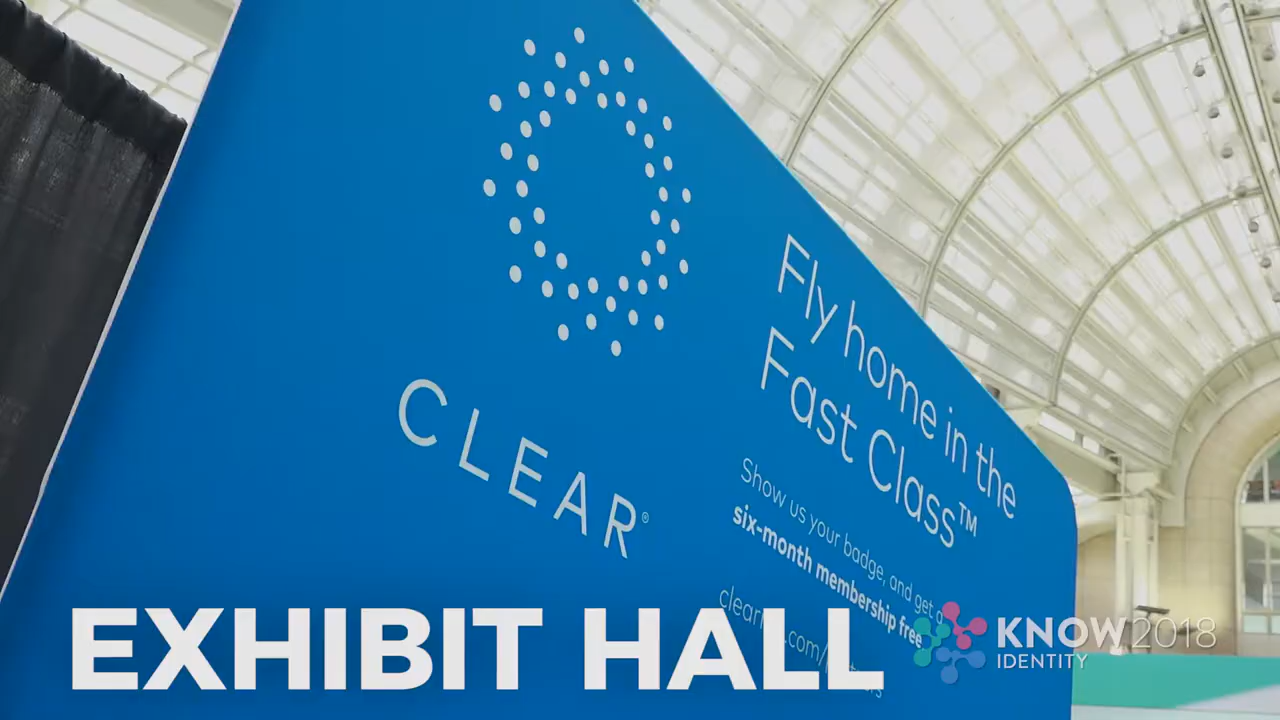 CLEAR®
Fly home in the
Fast Class™
Show us your badge, and get a
six-month membership free
EXHIBIT HALL
KNOW2018
IDENTITY